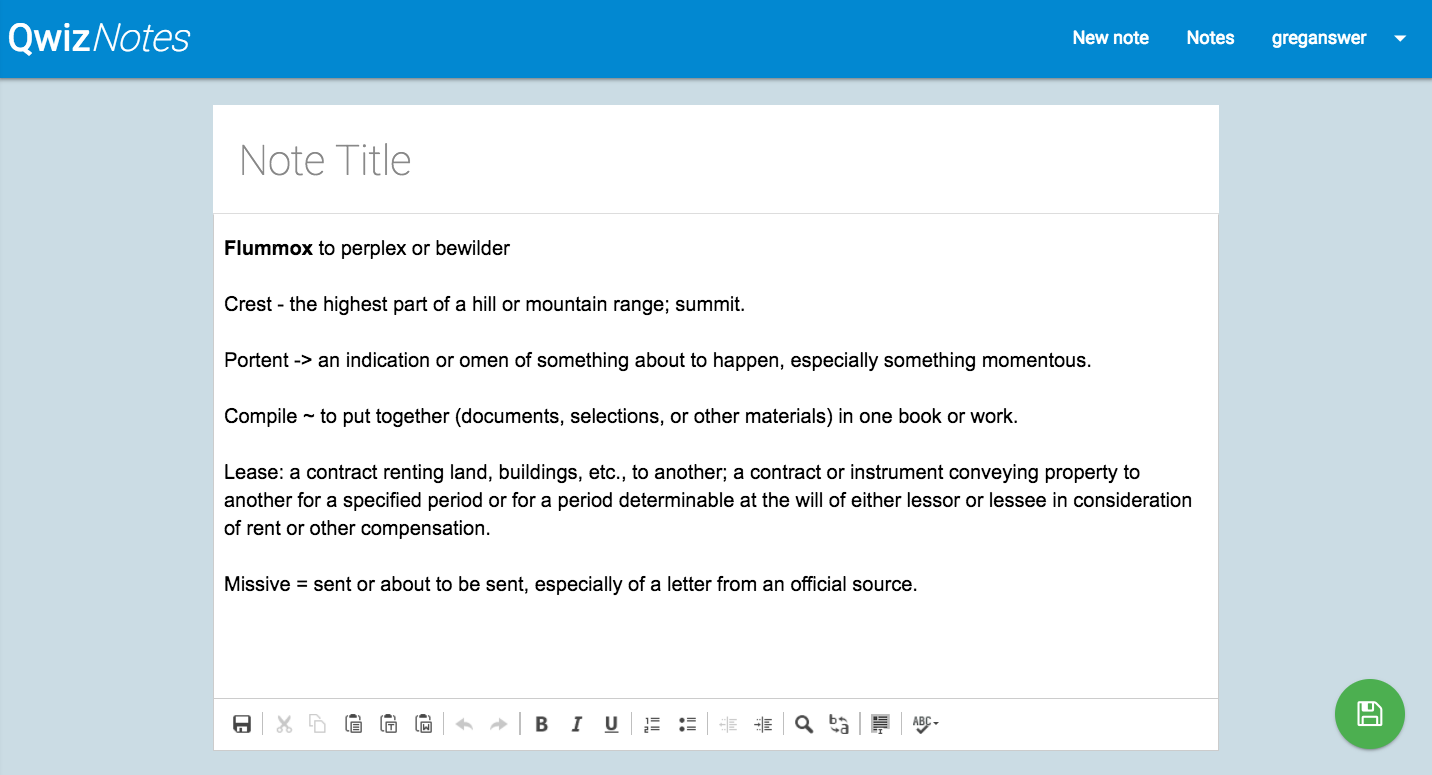 QwizNotes
New note Notes greganswer
Note Title
Flummox to perplex or bewilder
Crest - the highest part of a hill or mountain range; summit.
Portent -> an indication or omen of something about to happen, especially something momentous.
Compile ~ to put together (documents, selections, or other materials) in one book or work.
Lease: a contract renting land, buildings, etc., to another; a contract or instrument conveying property to
another for a specified period or for a period determinable at the will of either lessor or lessee in consideration
of rent or other compensation.
Missive = sent or about to be sent, especially of a letter from an official source.
B I U ABC